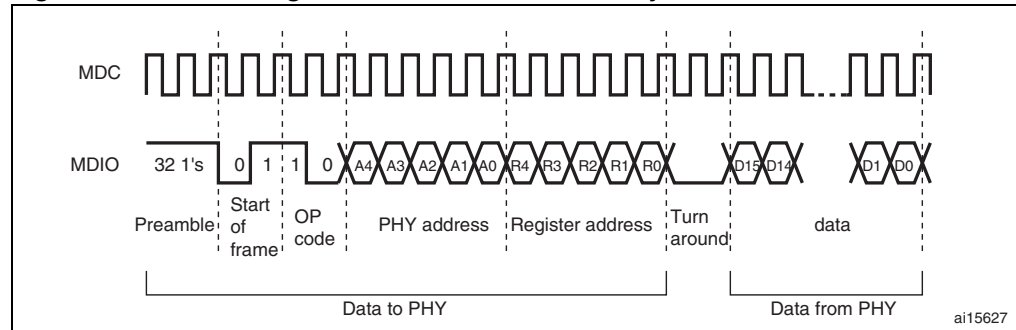 MDC
MDIO 32 1's 0 1 1 0 A4 A3 A2 A1 A0 R4 R3 R2 R1 R0 D15 D14 D1 D0
Preamble Start of frame OP code PHY address Register address Turn around data
Data to PHY Data from PHY
ai15627